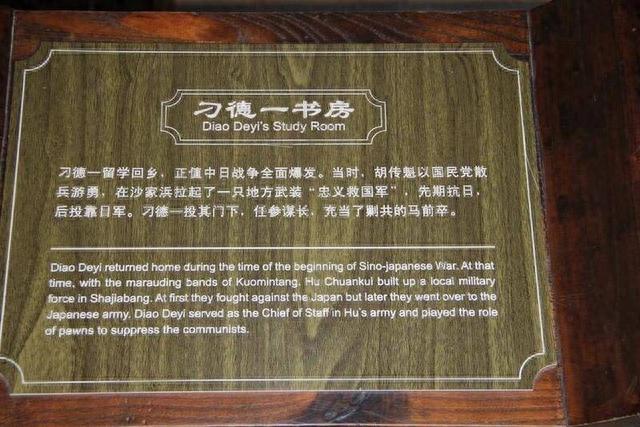 刁德一书房
Diao Deyi's Study Room
刁德一留学回乡，正值中日战争全面爆发。当时，胡传魁以国民党散
兵游勇，在沙家浜拉起了一只地方武装“忠义救国军”，先期抗日，
后投靠日军。刁德一投其门下，任参谋长，充当了剿共的马前卒。
Diao Deyi returned home during the time of the beginning of Sino-japanese War. At that
time, with the marauding bands of Kuomintang, Hu Chuankui built up a local military
force in Shajiabang. At first they fought against the Japan but later they went over to the
Japanese army. Diao Deyi served as the Chief of Staff in Hu's army and played the role
of pawns to suppress the communists.